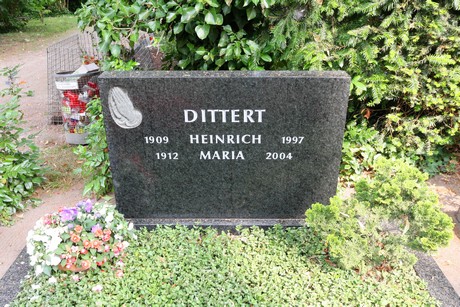 DITTERT
1909 HEINRICH 1997
1912 MARIA 2004